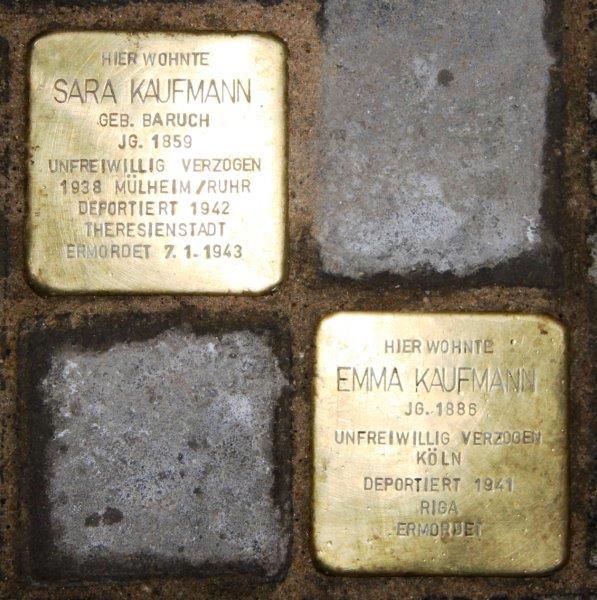 HIER WOHNTE
SARA KAUFMANN
GEB. BARUCH
JG. 1859
UNFREIWILLIG VERZOGEN
1938 MÜLHEIM/RUHR
DEPORTIERT 1942
THERESIENSTADT
ERMORDET 7.1.1943
HIER WOHNTE
EMMA KAUFMANN
JG. 1886
UNFREIWILLIG VERZOGEN
KÖLN
DEPORTIERT 1941
RIGA
ERMORDET